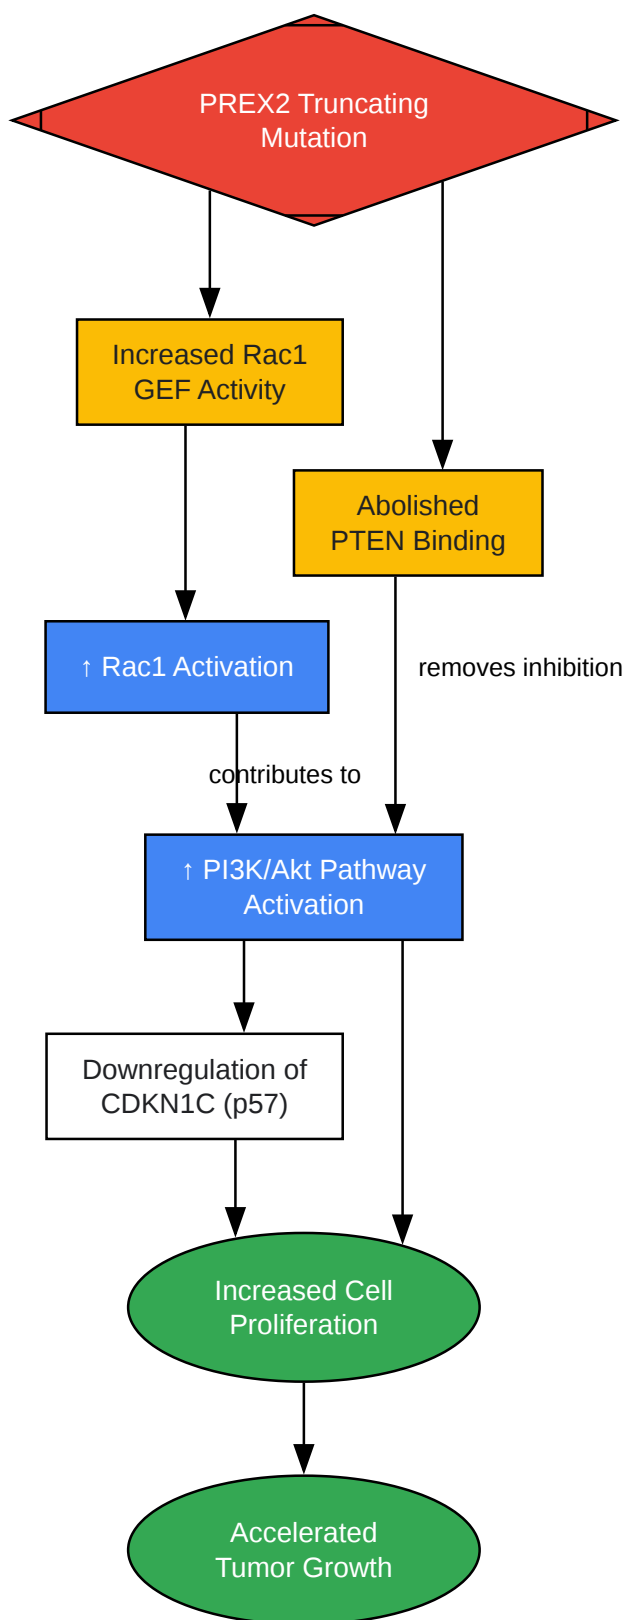 PREX2 Truncating
Mutation
Increased Rac1
GEF Activity
Abolished
PTEN Binding
↑ Rac1 Activation
removes inhibition
contributes to
↑ PI3K/Akt Pathway
Activation
Downregulation of
CDKN1C (p57)
Increased Cell
Proliferation
Accelerated
Tumor Growth